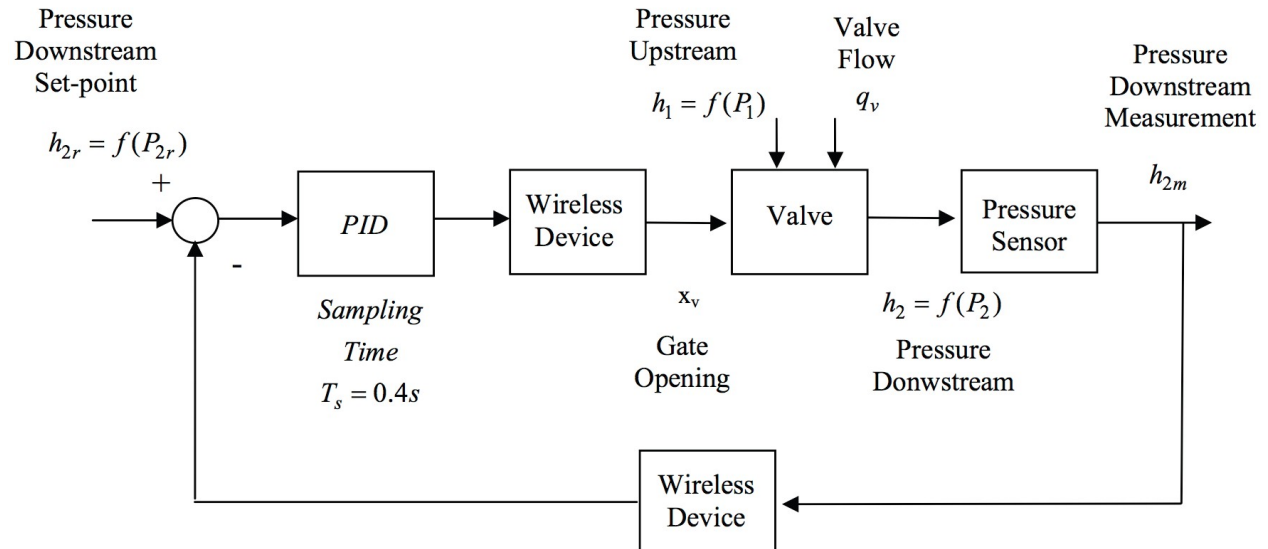 Pressure
Downstream
Set-point
h₂ᵣ = f(P₂ᵣ)
+
-
PID
Sampling
Time
Tₛ = 0.4s
Wireless
Device
xᵥ
Gate
Opening
Pressure
Upstream
h₁ = f(P₁)
Valve
Flow
qᵥ
Valve
h₂ = f(P₂)
Pressure
Donwstream
Pressure
Sensor
Pressure
Downstream
Measurement
h₂ₘ
Wireless
Device